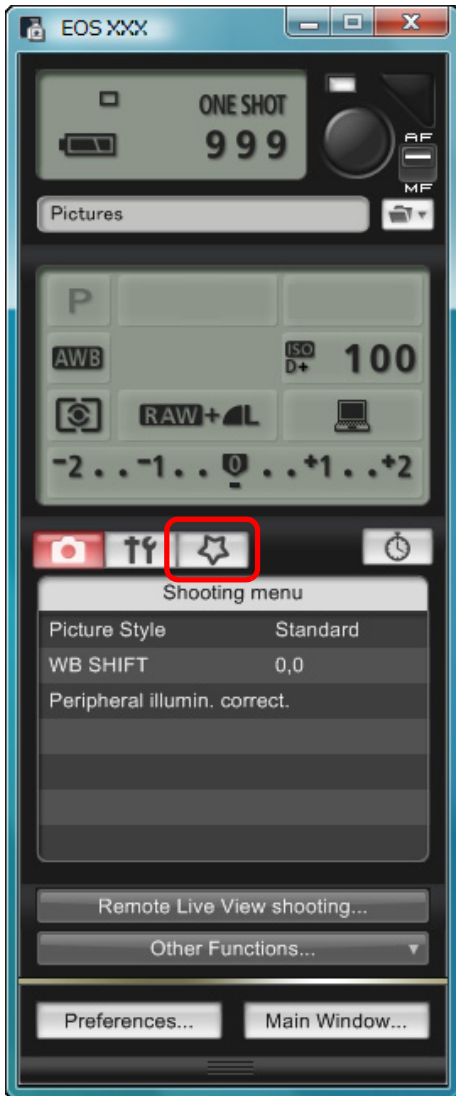 EOS XXX
ONE SHOT
999
AF
MF
Pictures
P
AWB
ISO D+ 100
RAW+L
-2..-1..0..+1..+2
Shooting menu
Picture Style Standard
WB SHIFT 0,0
Peripheral illumin. correct.
Remote Live View shooting...
Other Functions...
Preferences... Main Window...